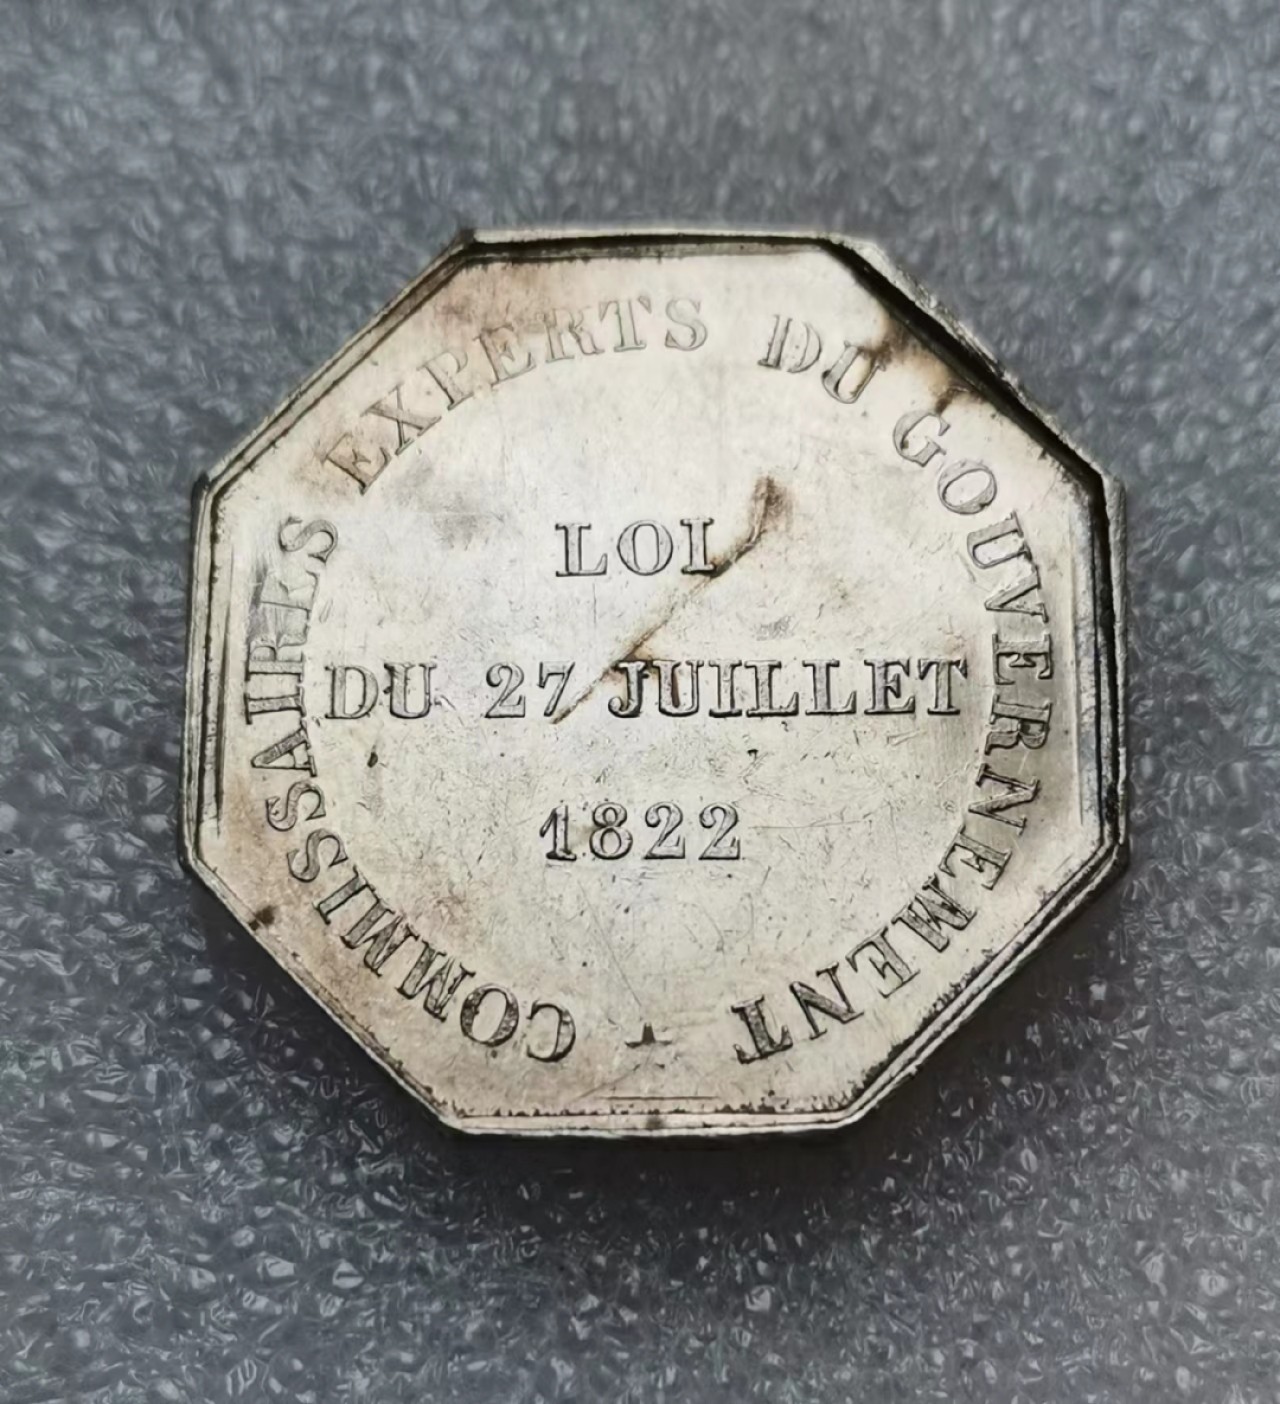 COMMISSAIRES EXPERTS DU GOUVERNEMENT
LOI
DU 27 JUILLET
1822